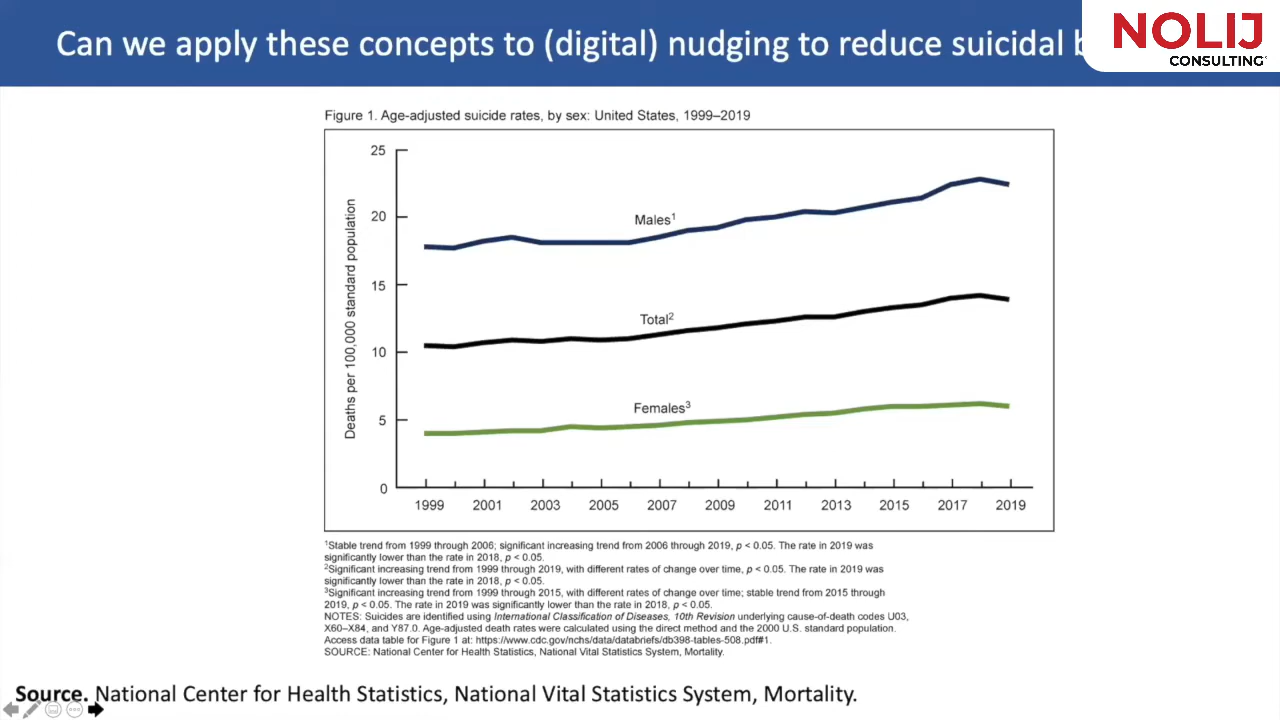 Can we apply these concepts to (digital) nudging to reduce suicidal
NOLIJ
CONSULTING
Figure 1. Age-adjusted suicide rates, by sex: United States, 1999–2019
25
20
15
10
5
0
Deaths per 100,000 standard population
Males¹
Total²
Females³
1999 2001 2003 2005 2007 2009 2011 2013 2015 2017 2019
¹Stable trend from 1999 through 2006; significant increasing trend from 2006 through 2019, p < 0.05. The rate in 2019 was
significantly lower than the rate in 2018, p < 0.05.
²Significant increasing trend from 1999 through 2019, with different rates of change over time, p < 0.05. The rate in 2019 was
significantly lower than the rate in 2018, p < 0.05.
³Significant increasing trend from 1999 through 2015, with different rates of change over time; stable trend from 2015 through
2019, p < 0.05. The rate in 2019 was significantly lower than the rate in 2018, p < 0.05.
NOTES: Suicides are identified using International Classification of Diseases, 10th Revision underlying cause-of-death codes U03,
X60–X84, and Y87.0. Age-adjusted death rates were calculated using the direct method and the 2000 U.S. standard population.
Access data table for Figure 1 at: https://www.cdc.gov/nchs/data/databriefs/db398-tables-508.pdf#1.
SOURCE: National Center for Health Statistics, National Vital Statistics System, Mortality.
Source. National Center for Health Statistics, National Vital Statistics System, Mortality.